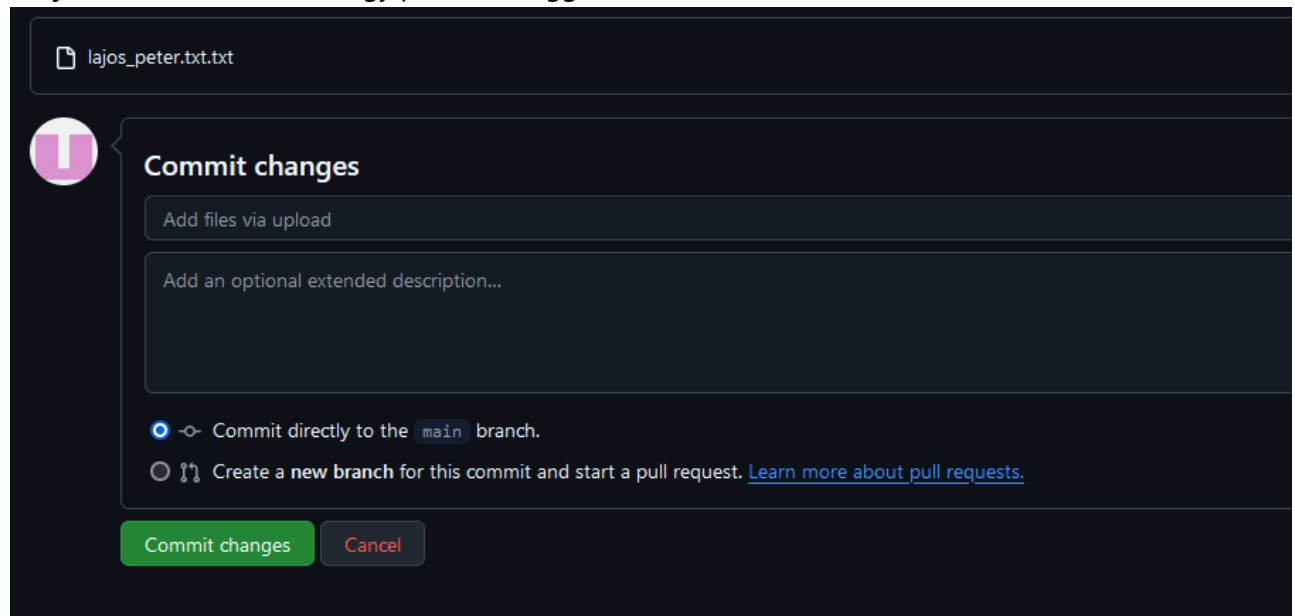 lajos_peter.txt.txt
Commit changes
Add files via upload
Add an optional extended description...
Commit directly to the main branch.
Create a new branch for this commit and start a pull request. Learn more about pull requests.
Commit changes Cancel